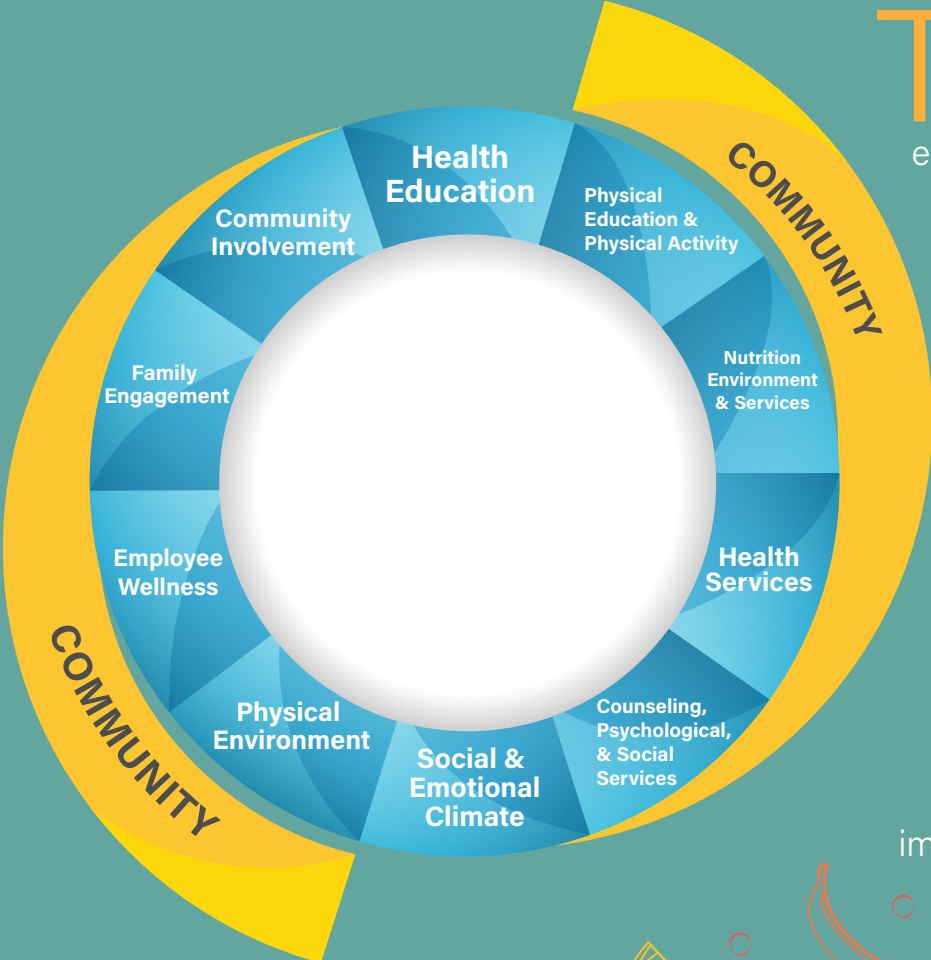 T
e
COMMUNITY
Health
Education
Physical
Education &
Physical Activity
Nutrition
Environment
& Services
Health
Services
Counseling,
Psychological,
& Social
Services
Social &
Emotional
Climate
Physical
Environment
Employee
Wellness
Family
Engagement
Community
Involvement
COMMUNITY
im